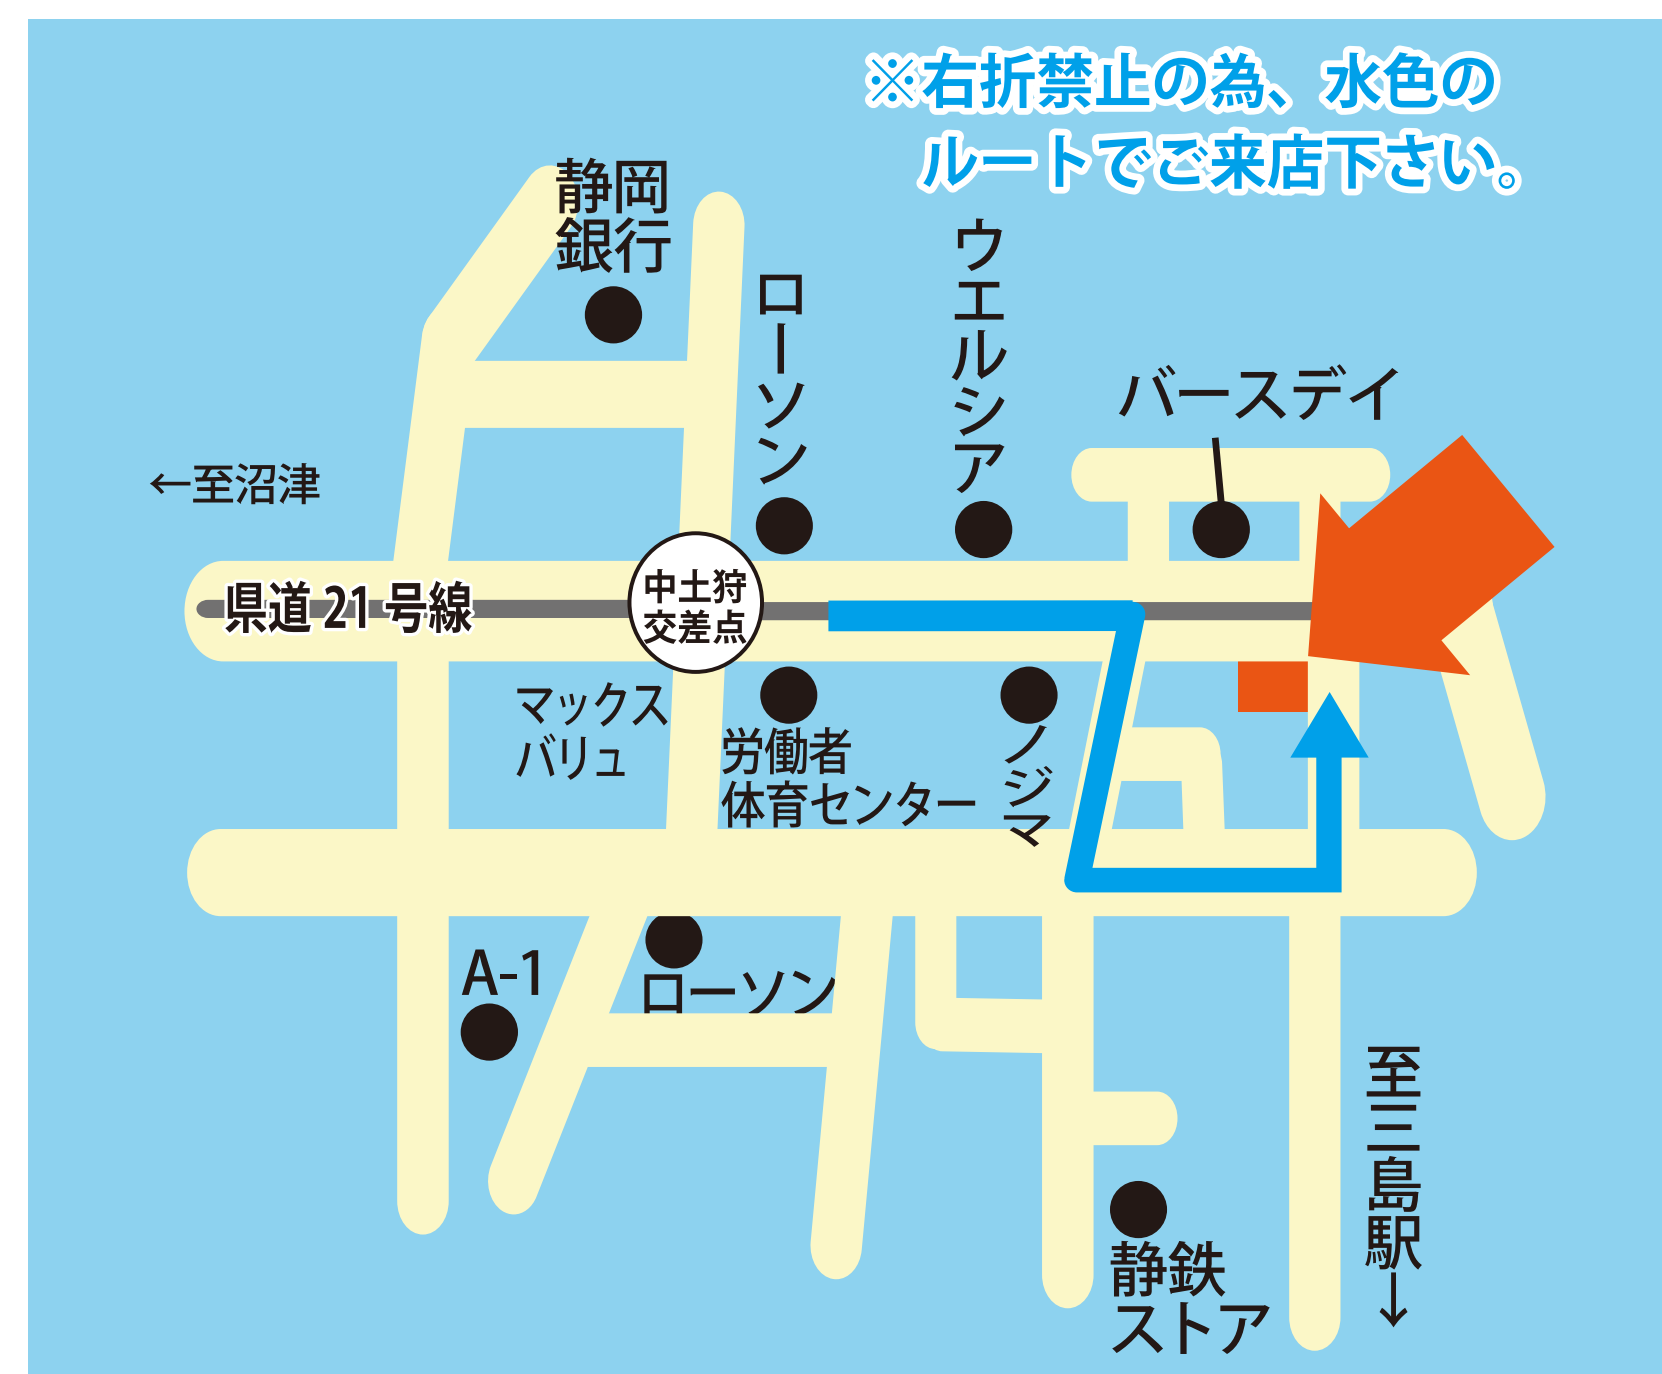 ※右折禁止の為、水色の
ルートでご来店下さい。
静岡
銀行
ローソン
ウエルシア
バースデイ
←至沼津
県道21号線
中土狩
交差点
マックス
バリュ
労働者
体育センター
ノジマ
A-1
ローソン
至三島駅→
静鉄
ストア